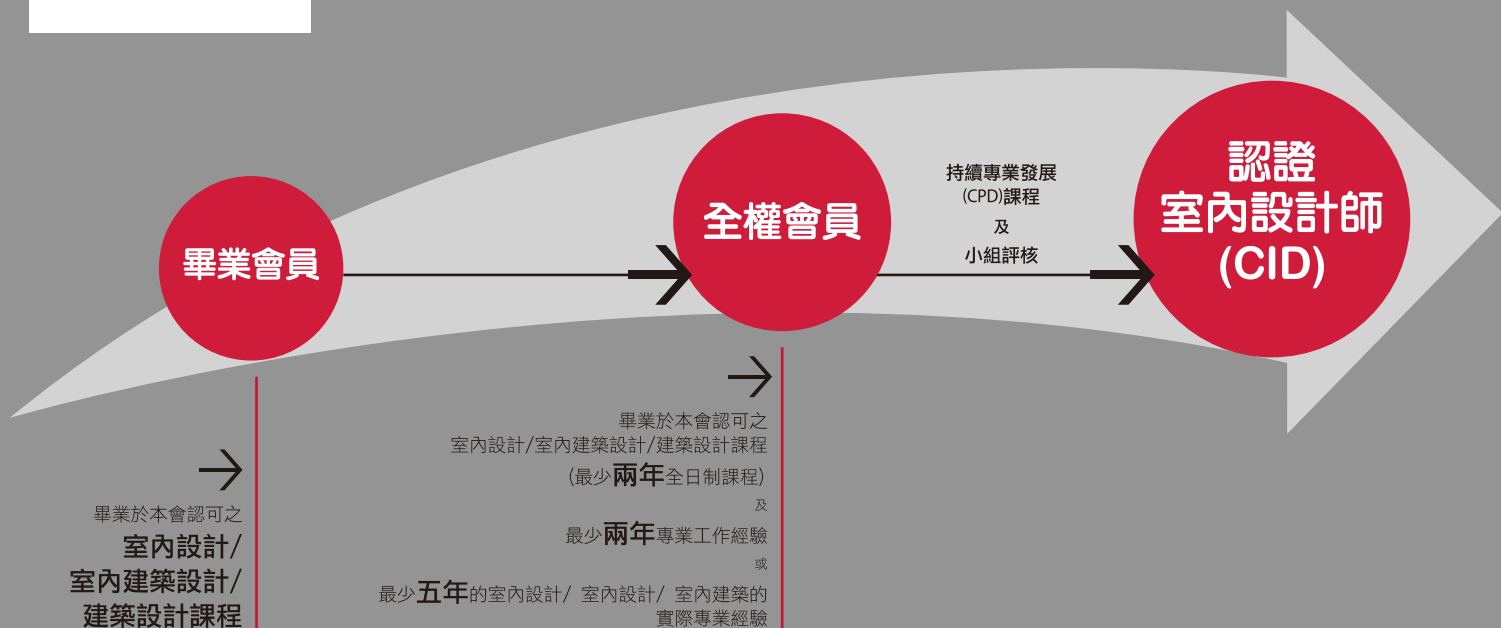 畢業會員
全權會員
持續專業發展
(CPD)課程
及
小組評核
認證
室內設計師
(CID)
畢業於本會認可之
室內設計/
室內建築設計/
建築設計課程
畢業於本會認可之
室內設計/室內建築設計/建築設計課程
(最少兩年全日制課程)
及
最少兩年專業工作經驗
或
最少五年的室內設計/ 室內設計/ 室內建築的
實際專業經驗